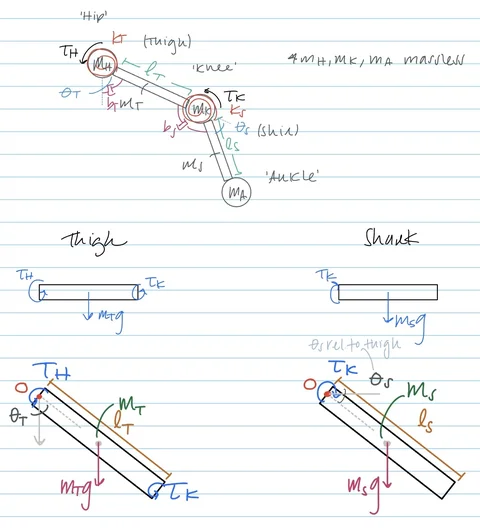 'Hip'
τH KT (Thigh)
mH lT 'Knee' * mH, mK, mA massless
θT mK τK
bT mT KS
bS θS (Shin)
lS
mS
mA 'Ankle'
Thigh Shank
τH τK τK
mTg mSg
θS rel to thigh
τH τK θS
O O
mT mS
θT lT lS
mTg τK mSg